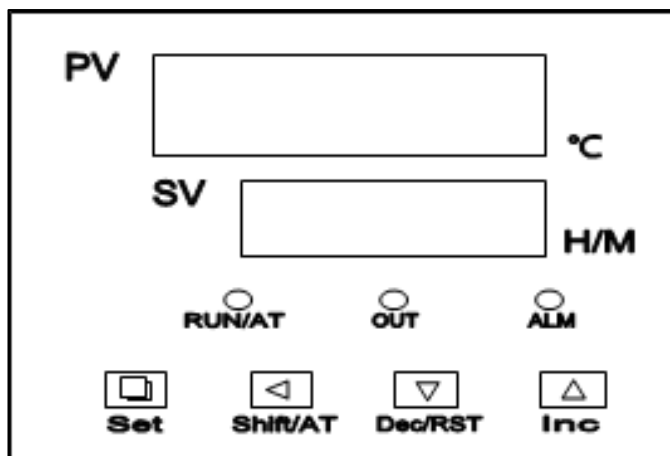 PV
°C
SV
H/M
RUN/AT OUT ALM
Set Shift/AT Dec/RST Inc